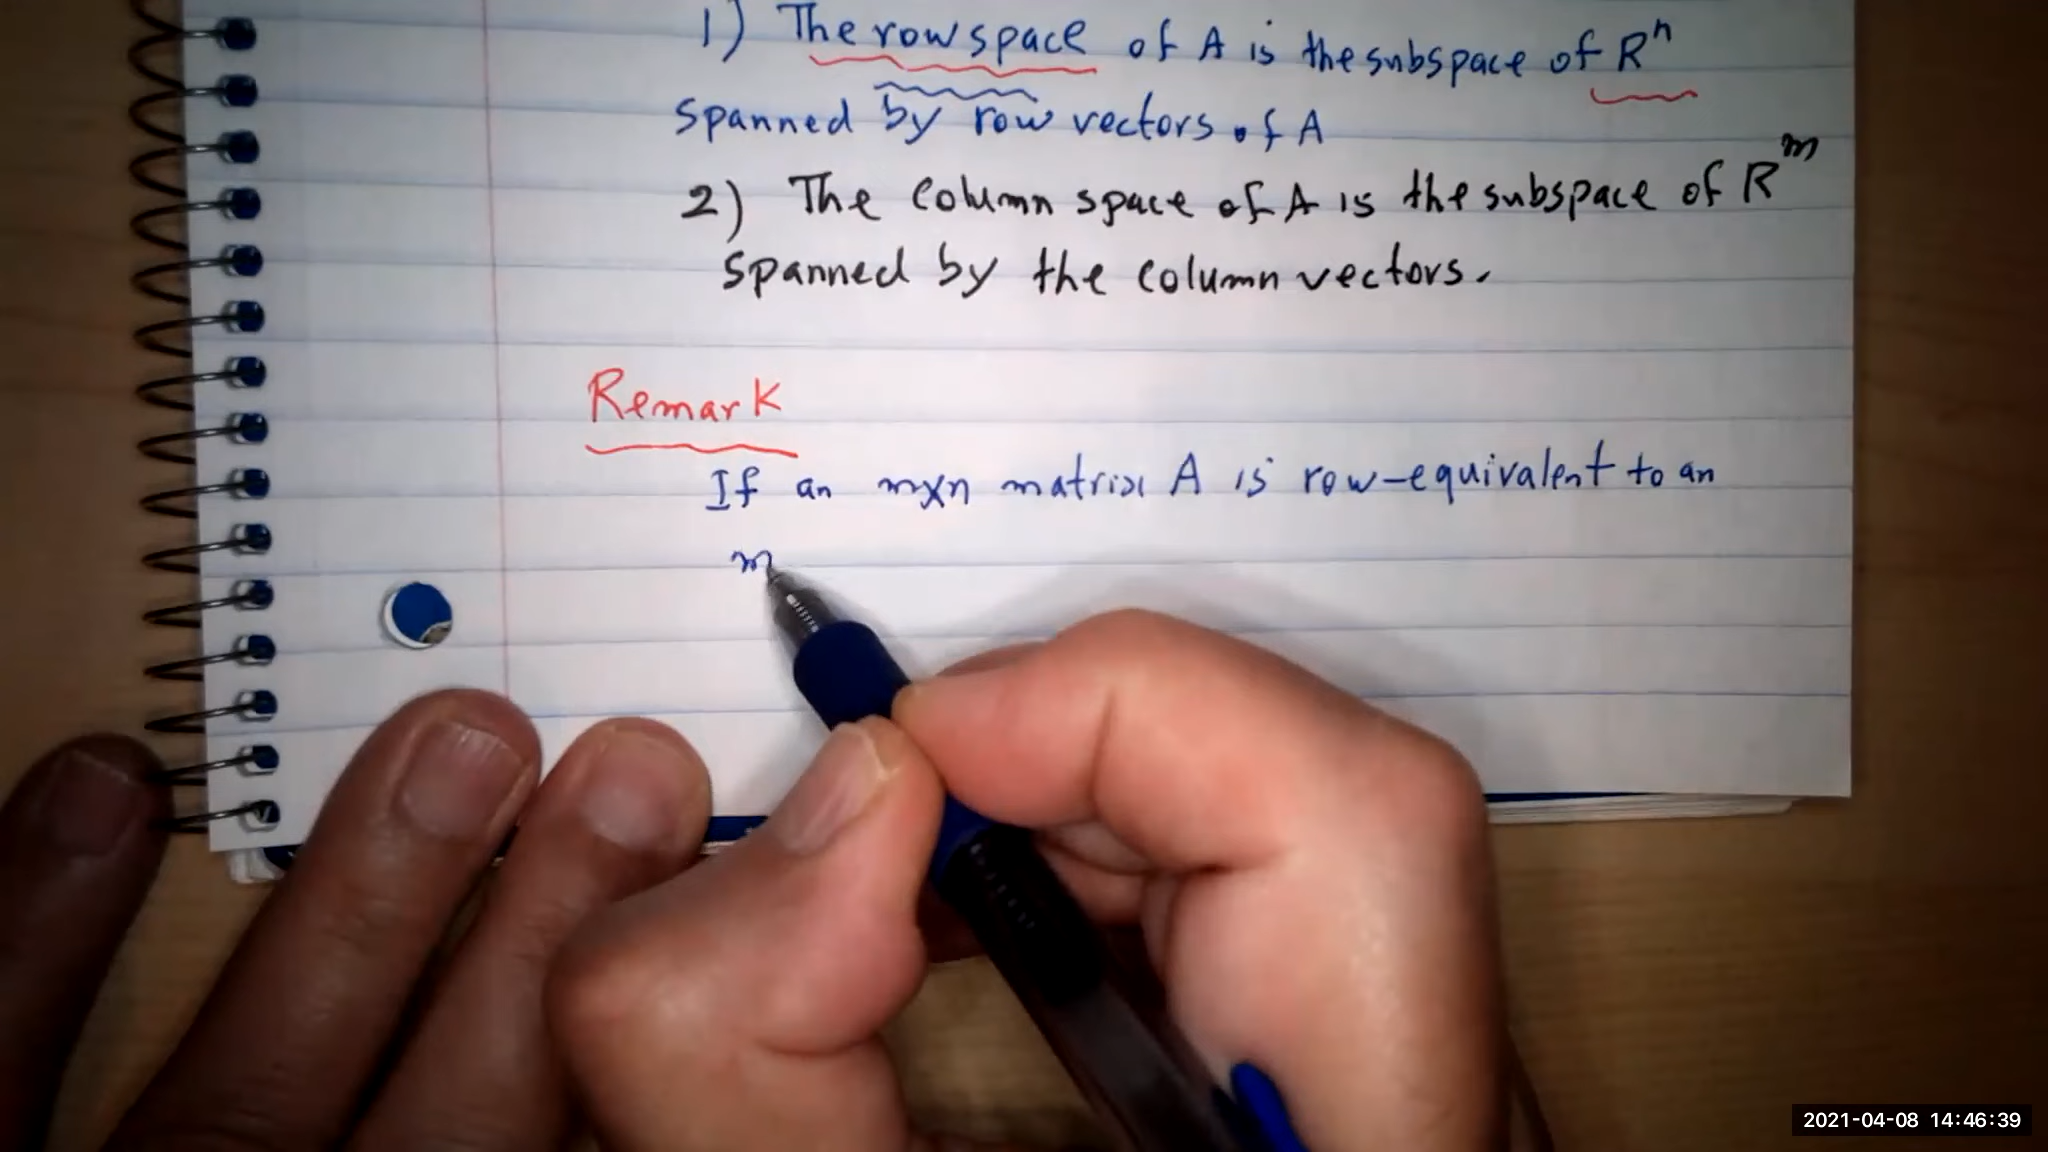 1) The row space of A is the subspace of Rⁿ
spanned by row vectors of A
2) The column space of A is the subspace of Rᵐ
spanned by the column vectors.
Remark
If an mxn matrix A is row-equivalent to an
m
2021-04-08 14:46:39